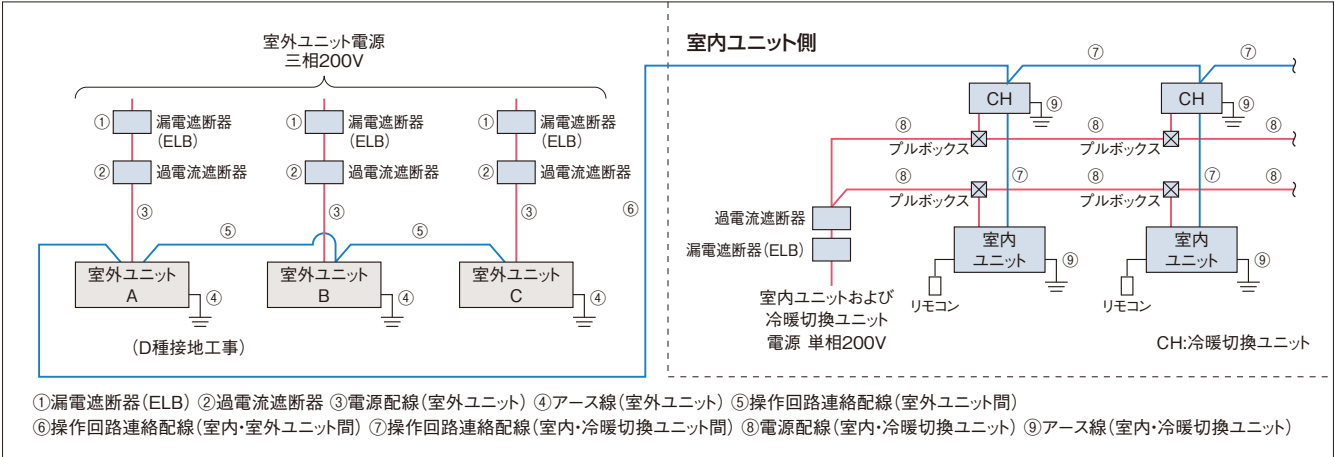 室外ユニット電源
三相200V
室内ユニット側
① 漏電遮断器
(ELB)
① 漏電遮断器
(ELB)
① 漏電遮断器
(ELB)
② 過電流遮断器
② 過電流遮断器
② 過電流遮断器
③
③
③
⑤
⑤
⑥
室外ユニット
A
④
室外ユニット
B
④
室外ユニット
C
④
(D種接地工事)
⑦
⑦
CH
⑨
CH
⑨
⑧
⑧
⑧
プルボックス
プルボックス
⑧
⑦
⑧
⑦
⑧
プルボックス
プルボックス
過電流遮断器
漏電遮断器(ELB)
室内
ユニット
⑨
室内
ユニット
⑨
リモコン
リモコン
室内ユニットおよび
冷暖切換ユニット
電源 単相200V
CH:冷暖切換ユニット
①漏電遮断器(ELB) ②過電流遮断器 ③電源配線(室外ユニット) ④アース線(室外ユニット) ⑤操作回路連絡配線(室外ユニット間)
⑥操作回路連絡配線(室内・室外ユニット間) ⑦操作回路連絡配線(室内・冷暖切換ユニット間) ⑧電源配線(室内・冷暖切換ユニット) ⑨アース線(室内・冷暖切換ユニット)